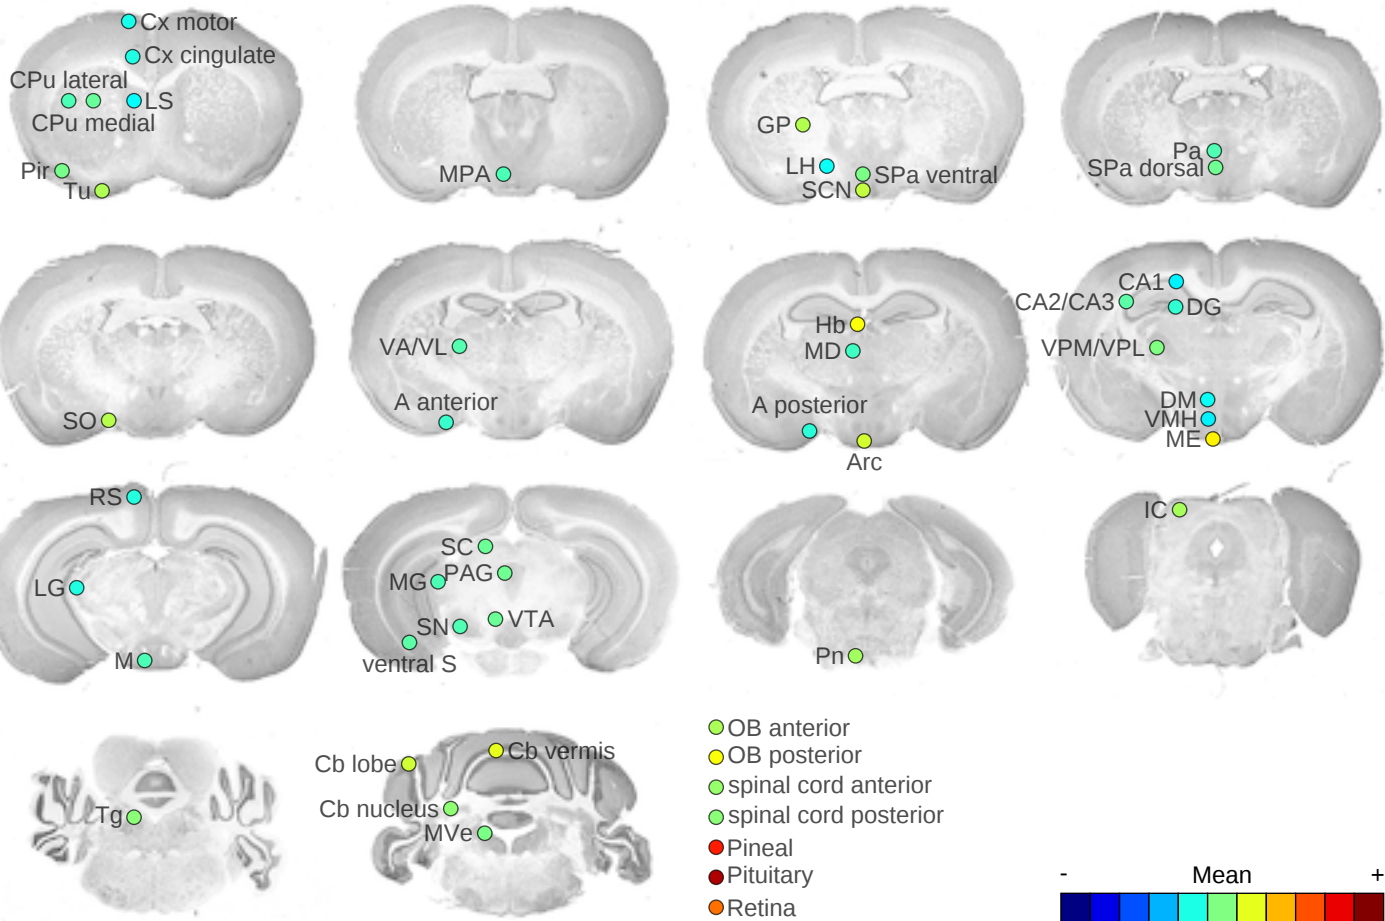 Cx motor
Cx cingulate
CPu lateral
LS
CPu medial
Pir
Tu
MPA
GP
LH
SPa ventral
SCN
Pa
SPa dorsal
SO
VA/VL
A anterior
Hb
MD
A posterior
Arc
CA1
CA2/CA3
DG
VPM/VPL
DM
VMH
ME
RS
LG
M
SC
PAG
MG
VTA
SN
ventral S
Pn
IC
Tg
Cb vermis
Cb lobe
Cb nucleus
MVe
OB anterior
OB posterior
spinal cord anterior
spinal cord posterior
Pineal
Pituitary
Retina
- Mean +